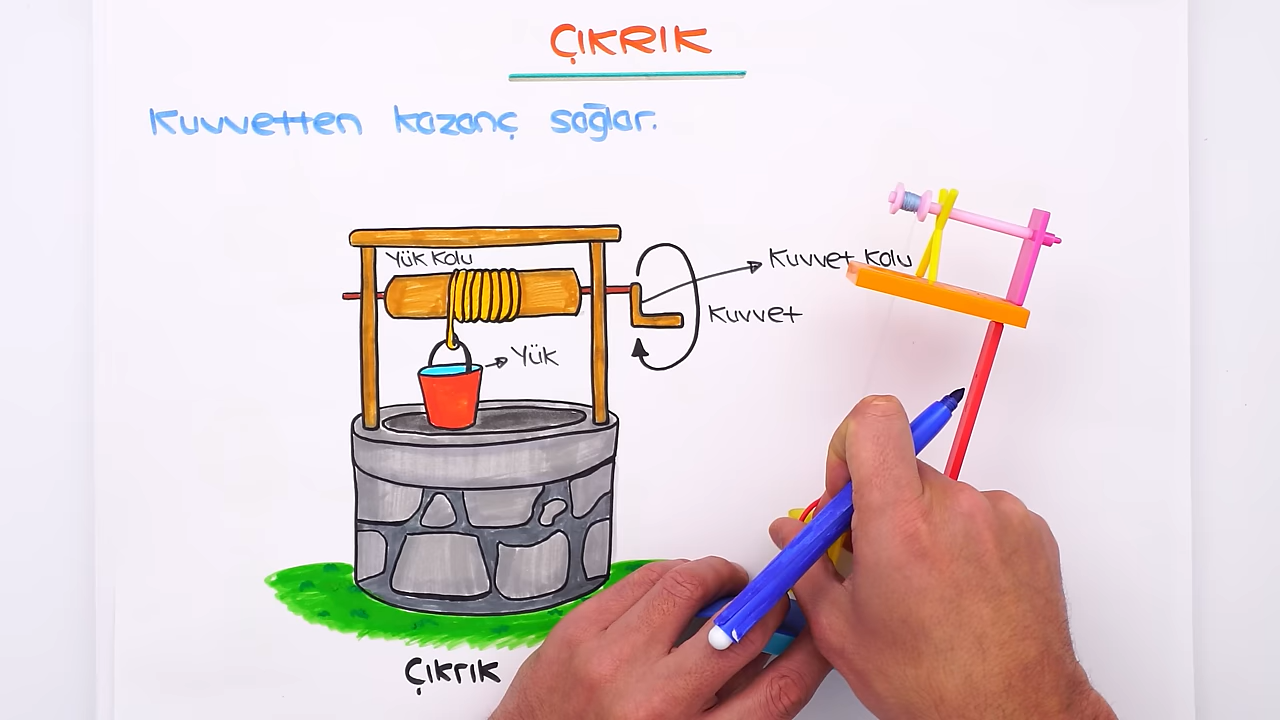 ÇIKRIK
Kuvvetten kazanç sağlar.
Yük Kolu
Kuvvet Kolu
Kuvvet
Yük
Çıkrık